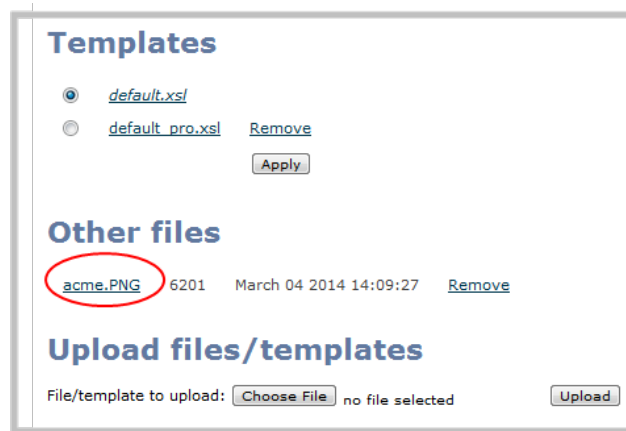 Templates
default.xsl
default_pro.xsl Remove
Apply
Other files
acme.PNG 6201 March 04 2014 14:09:27 Remove
Upload files/templates
File/template to upload: Choose File no file selected Upload